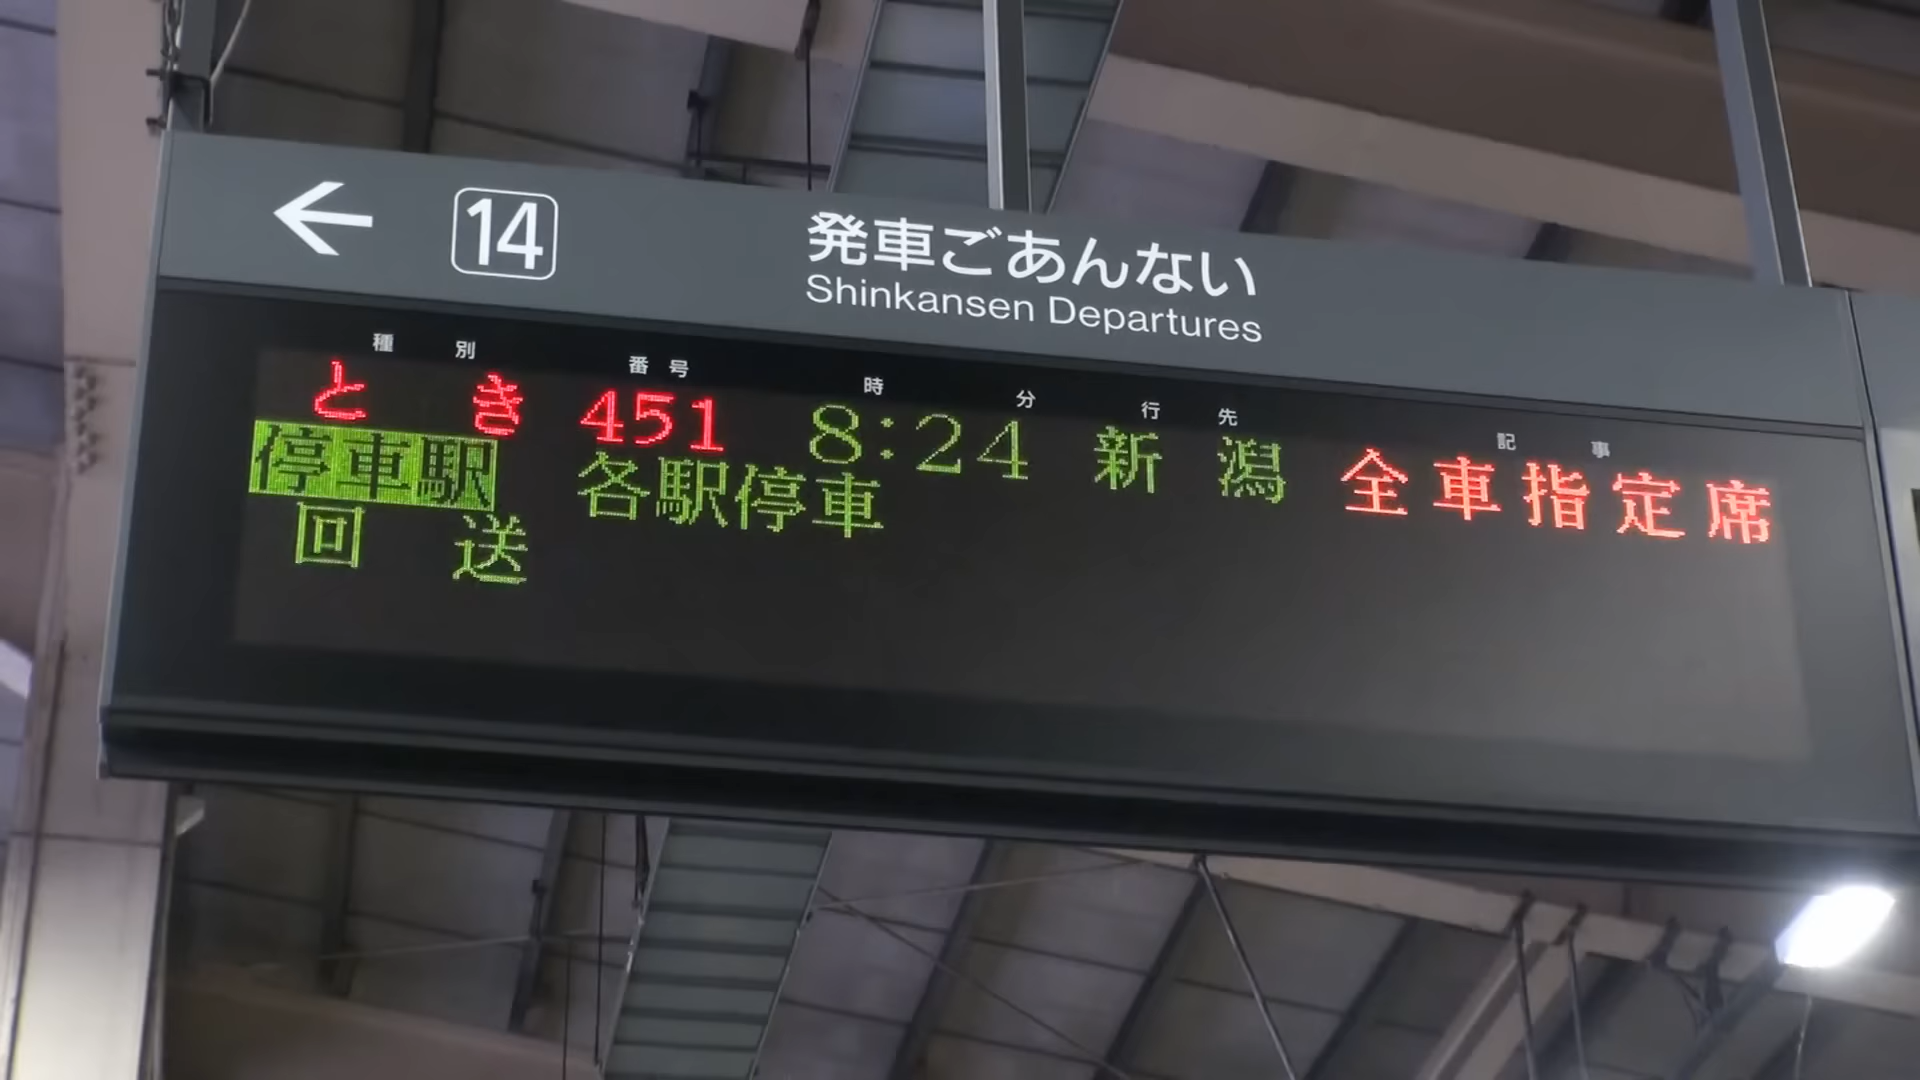 ← 14 発車ごあんない
Shinkansen Departures
種別 番号 時 分 行先 記事
とき 451 8:24 新潟 全車指定席
停車駅 各駅停車
回送